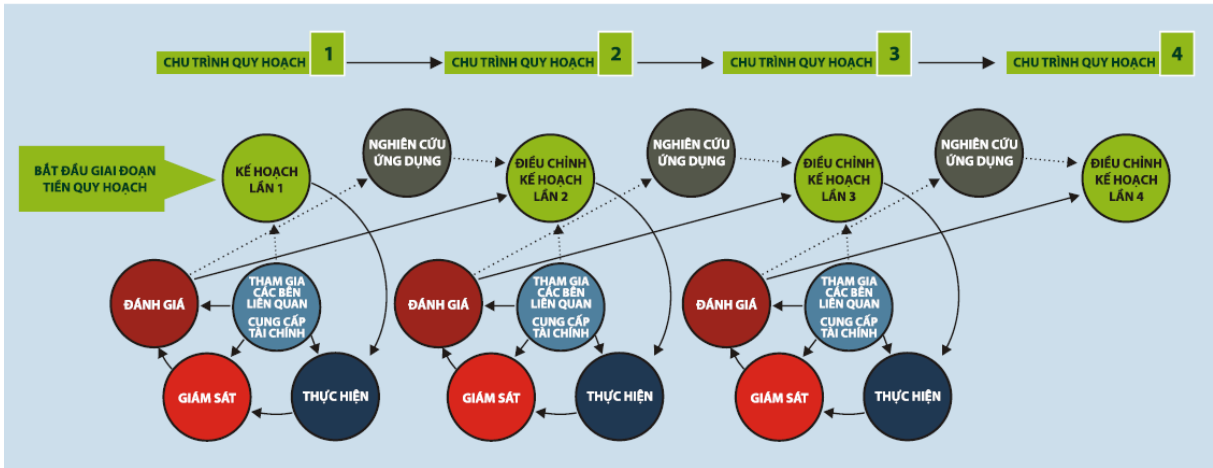 CHU TRÌNH QUY HOẠCH 1
CHU TRÌNH QUY HOẠCH 2
CHU TRÌNH QUY HOẠCH 3
CHU TRÌNH QUY HOẠCH 4
BẮT ĐẦU GIAI ĐOẠN
TIỀN QUY HOẠCH
KẾ HOẠCH
LẦN 1
NGHIÊN CỨU
ỨNG DỤNG
ĐIỀU CHỈNH
KẾ HOẠCH
LẦN 2
NGHIÊN CỨU
ỨNG DỤNG
ĐIỀU CHỈNH
KẾ HOẠCH
LẦN 3
NGHIÊN CỨU
ỨNG DỤNG
ĐIỀU CHỈNH
KẾ HOẠCH
LẦN 4
ĐÁNH GIÁ
THAM GIA
CÁC BÊN
LIÊN QUAN
CUNG CẤP
TÀI CHÍNH
GIÁM SÁT
THỰC HIỆN
ĐÁNH GIÁ
THAM GIA
CÁC BÊN
LIÊN QUAN
CUNG CẤP
TÀI CHÍNH
GIÁM SÁT
THỰC HIỆN
ĐÁNH GIÁ
THAM GIA
CÁC BÊN
LIÊN QUAN
CUNG CẤP
TÀI CHÍNH
GIÁM SÁT
THỰC HIỆN